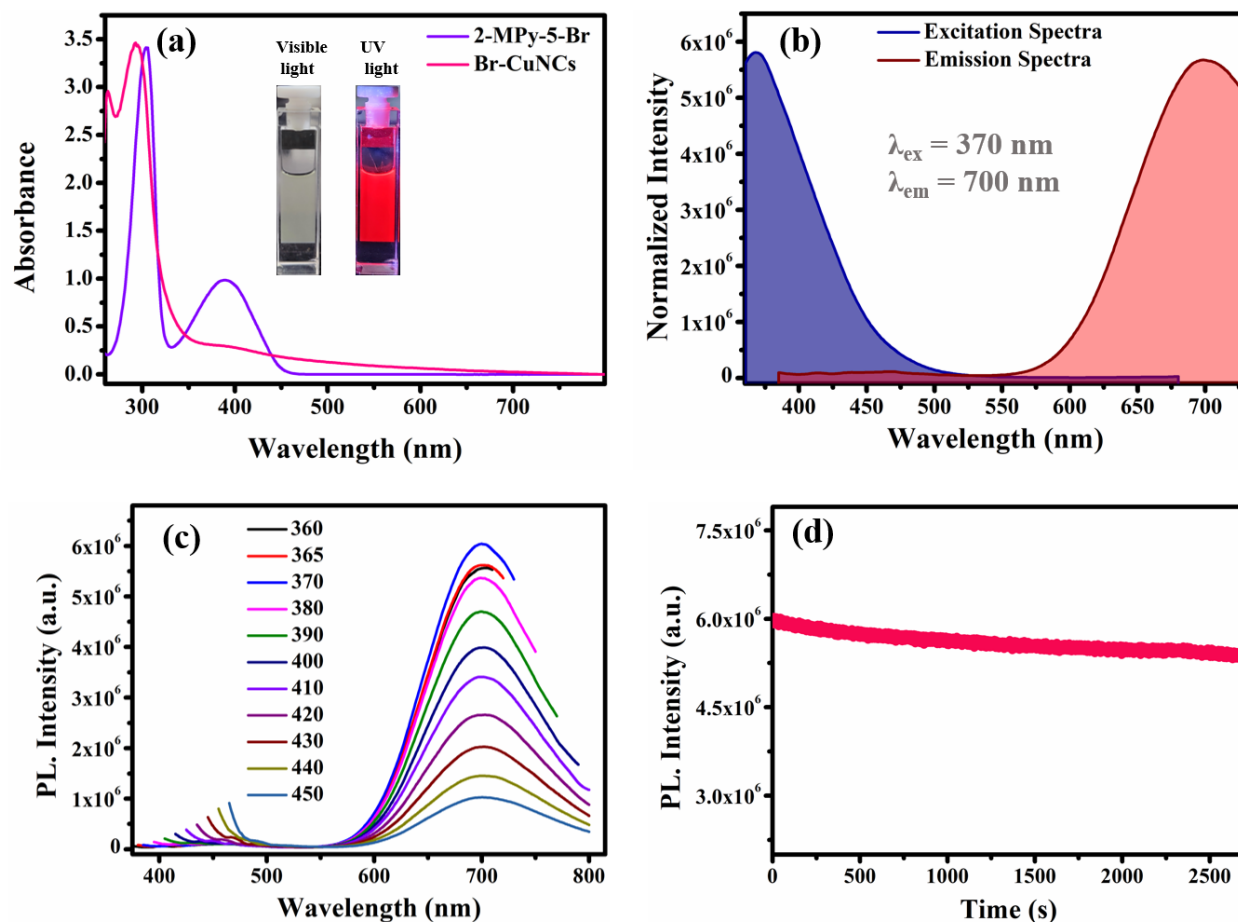 (a)
2-MPy-5-Br
Br-CuNCs
Visible light
UV light
3.5
3.0
2.5
2.0
1.5
1.0
0.5
0.0
Absorbance
300 400 500 600 700
Wavelength (nm)
(b)
Excitation Spectra
Emission Spectra
λex = 370 nm
λem = 700 nm
6x10⁶
5x10⁶
4x10⁶
3x10⁶
2x10⁶
1x10⁶
0
Normalized Intensity
400 450 500 550 600 650 700
Wavelength (nm)
(c)
360
365
370
380
390
400
410
420
430
440
450
6x10⁶
5x10⁶
4x10⁶
3x10⁶
2x10⁶
1x10⁶
0
PL. Intensity (a.u.)
400 500 600 700 800
Wavelength (nm)
(d)
7.5x10⁶
6.0x10⁶
4.5x10⁶
3.0x10⁶
PL. Intensity (a.u.)
0 500 1000 1500 2000 2500
Time (s)